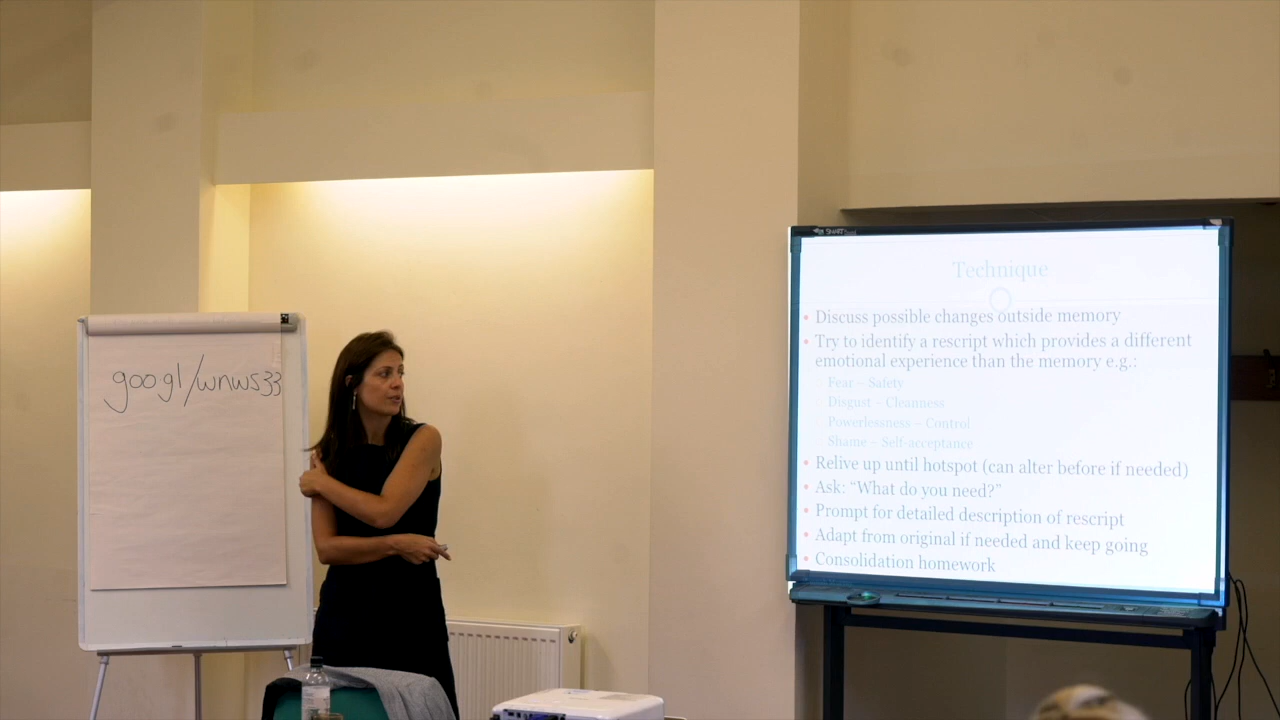 goo.gl/wnws33
SMART
Technique
Discuss possible changes outside memory
Try to identify a rescript which provides a different
emotional experience than the memory e.g.:
Fear – Safety
Disgust – Cleanness
Powerlessness – Control
Shame – Self-acceptance
Relive up until hotspot (can alter before if needed)
Ask: “What do you need?”
Prompt for detailed description of rescript
Adapt from original if needed and keep going
Consolidation homework